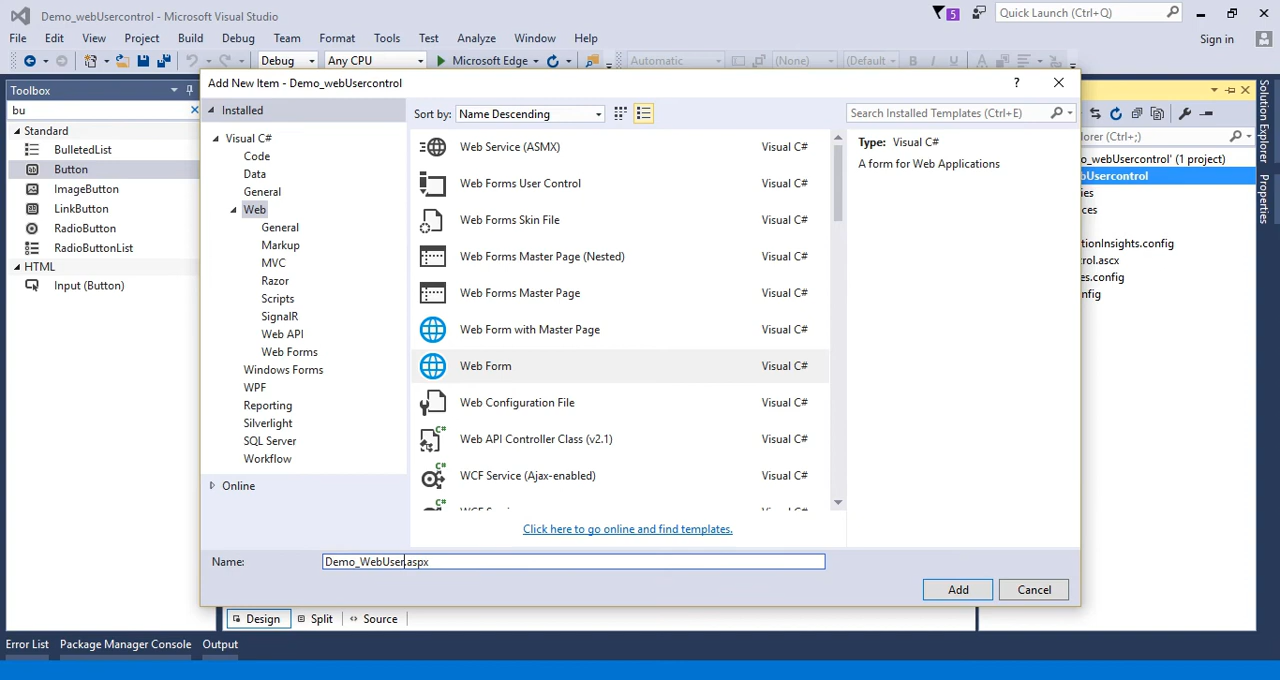 Demo_webUsercontrol - Microsoft Visual Studio
5
Quick Launch (Ctrl+Q)
File Edit View Project Build Debug Team Format Tools Test Analyze Window Help
Sign in
Debug Any CPU Microsoft Edge Automatic (None) (Default B I U A
Toolbox
bu
Standard
BulletedList
Button
ImageButton
LinkButton
RadioButton
RadioButtonList
HTML
Input (Button)
Add New Item - Demo_webUsercontrol
?
Installed
Visual C#
Code
Data
General
Web
General
Markup
MVC
Razor
Scripts
SignalR
Web API
Web Forms
Windows Forms
WPF
Reporting
Silverlight
SQL Server
Workflow
Online
Sort by: Name Descending
Search Installed Templates (Ctrl+E)
Web Service (ASMX) Visual C#
Web Forms User Control Visual C#
Web Forms Skin File Visual C#
Web Forms Master Page (Nested) Visual C#
Web Forms Master Page Visual C#
Web Form with Master Page Visual C#
Web Form Visual C#
Web Configuration File Visual C#
Web API Controller Class (v2.1) Visual C#
WCF Service (Ajax-enabled) Visual C#
Type: Visual C#
A form for Web Applications
Click here to go online and find templates.
Name: Demo_WebUser.aspx
Add Cancel
lorer (Ctrl+;)
o_webUsercontrol' (1 project)
bUsercontrol
ies
ces
tionInsights.config
rol.ascx
es.config
nfig
Solution Explorer
Properties
Design Split Source
Error List Package Manager Console Output